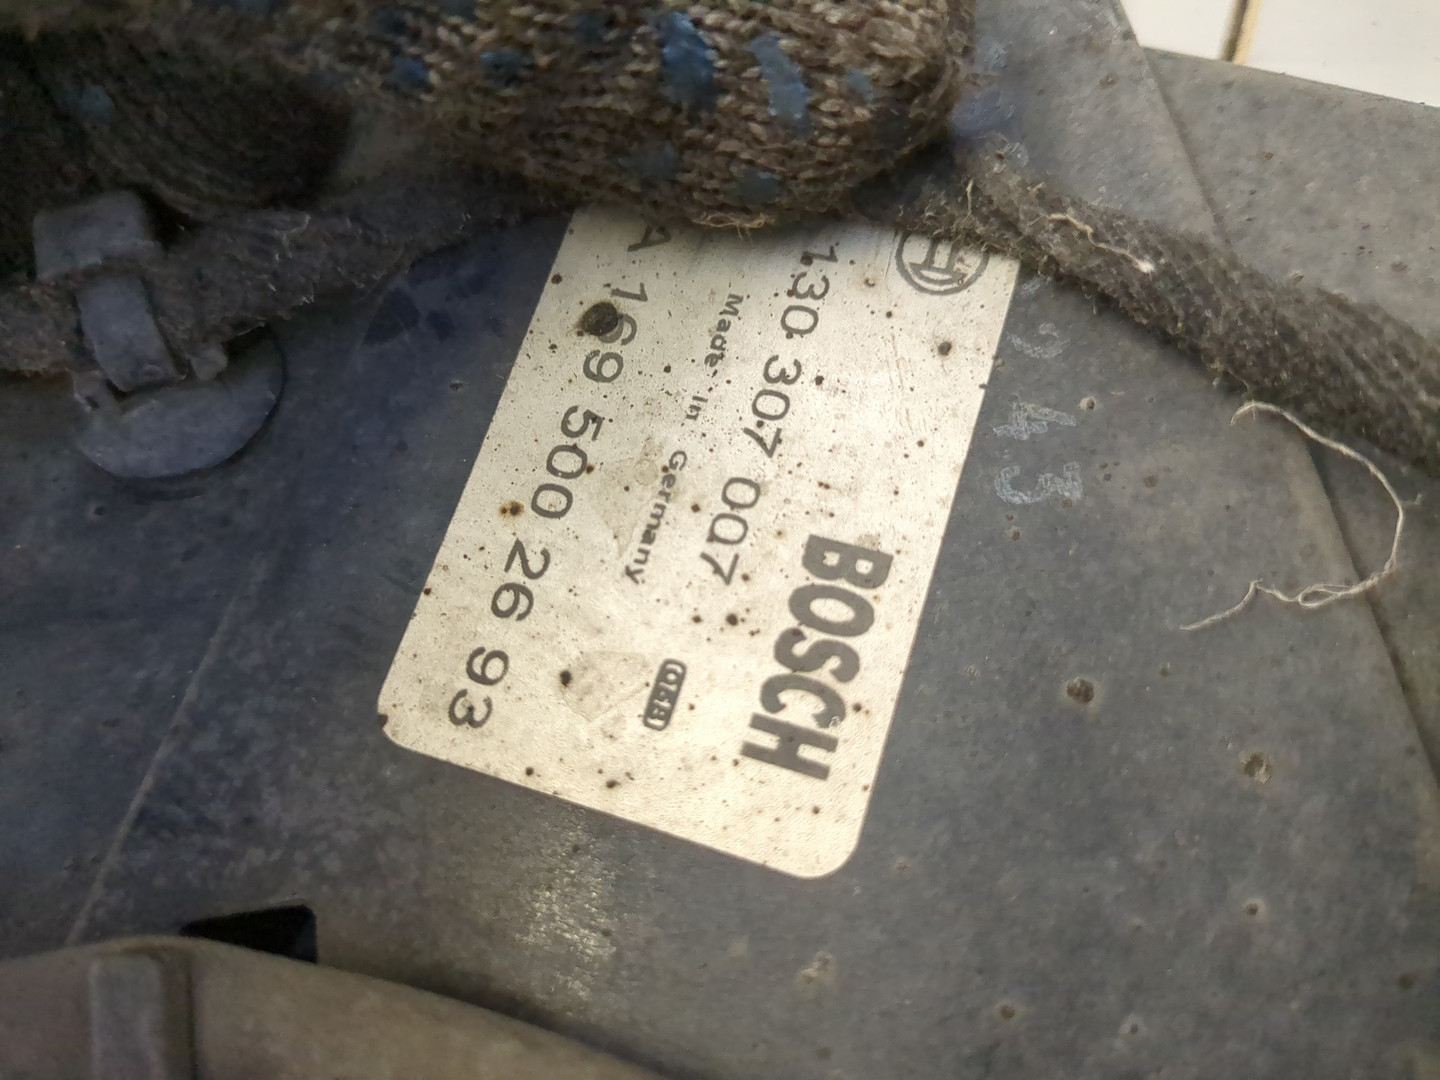 BOSCH
130 307 007
Made in Germany
A 169 500 26 93
43